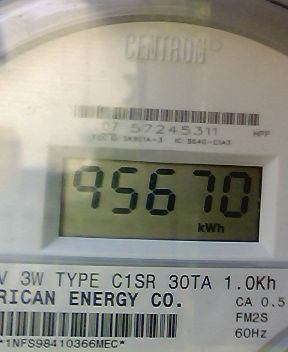 CENTRON
07 57245311
HPP
95670
kWh
V 3W TYPE C1SR 30TA 1.0Kh
RICAN ENERGY CO.
CA 0.5
FM2S
60Hz
*1NFS98410366MEC*